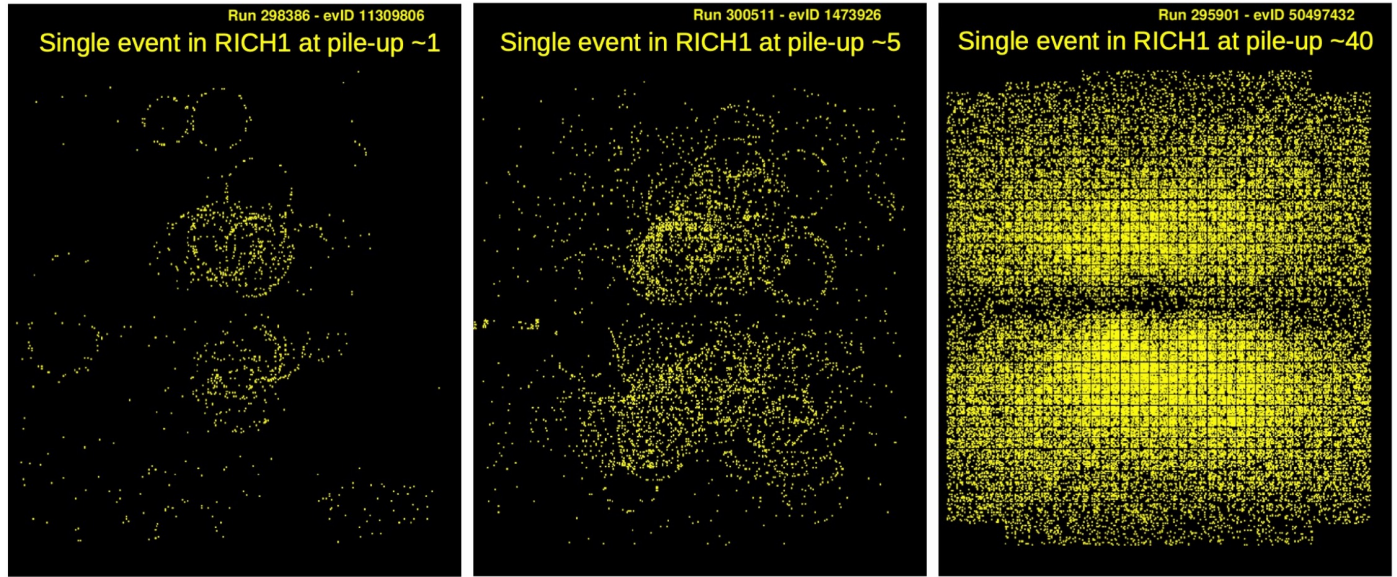 Run 298386 - evID 11309806
Single event in RICH1 at pile-up ~1
Run 300511 - evID 1473926
Single event in RICH1 at pile-up ~5
Run 295901 - evID 50497432
Single event in RICH1 at pile-up ~40